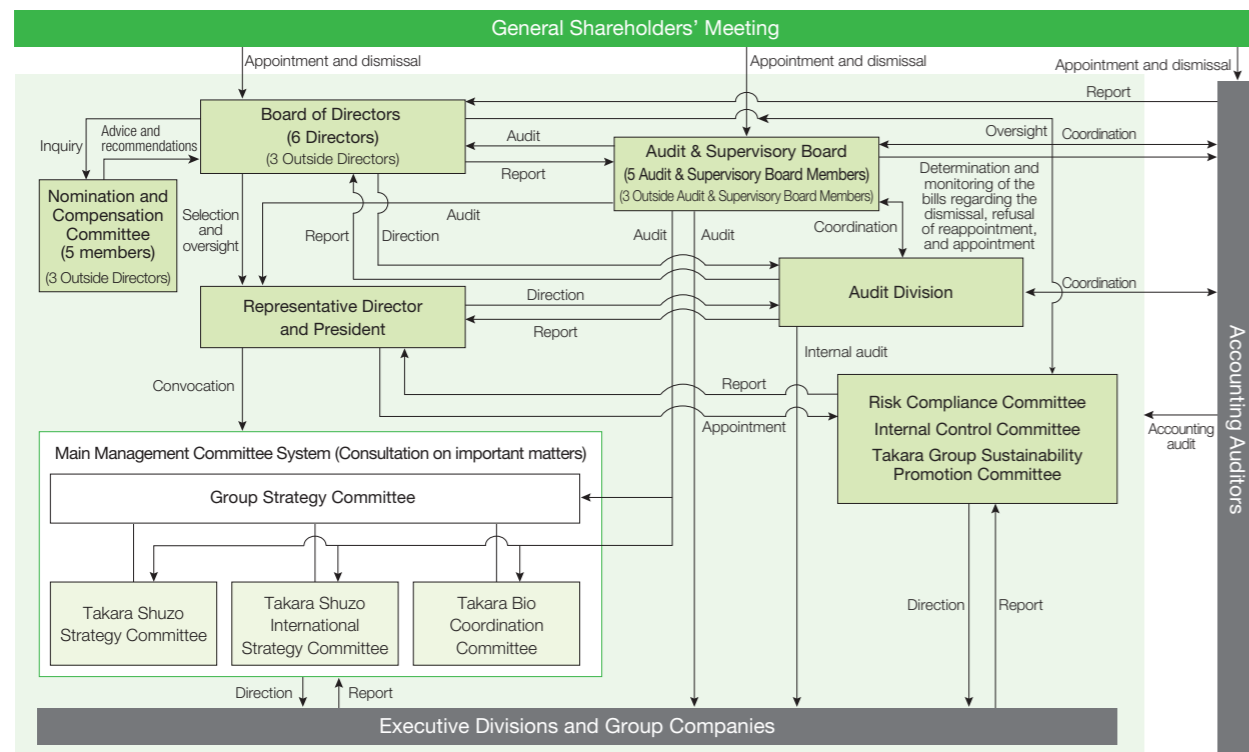 General Shareholders' Meeting
Appointment and dismissal
Appointment and dismissal
Appointment and dismissal
Report
Board of Directors
(6 Directors)
(3 Outside Directors)
Inquiry
Advice and
recommendations
Audit
Report
Audit & Supervisory Board
(5 Audit & Supervisory Board Members)
(3 Outside Audit & Supervisory Board Members)
Oversight
Coordination
Determination and
monitoring of the
bills regarding the
dismissal, refusal
of reappointment,
and appointment
Nomination and
Compensation
Committee
(5 members)
(3 Outside Directors)
Selection
and
oversight
Audit
Report
Direction
Audit
Audit
Coordination
Audit Division
Coordination
Representative Director
and President
Direction
Report
Internal audit
Convocation
Report
Appointment
Risk Compliance Committee
Internal Control Committee
Takara Group Sustainability
Promotion Committee
Accounting
audit
Accounting Auditors
Main Management Committee System (Consultation on important matters)
Group Strategy Committee
Takara Shuzo
Strategy Committee
Takara Shuzo
International
Strategy Committee
Takara Bio
Coordination
Committee
Direction
Report
Direction
Report
Executive Divisions and Group Companies